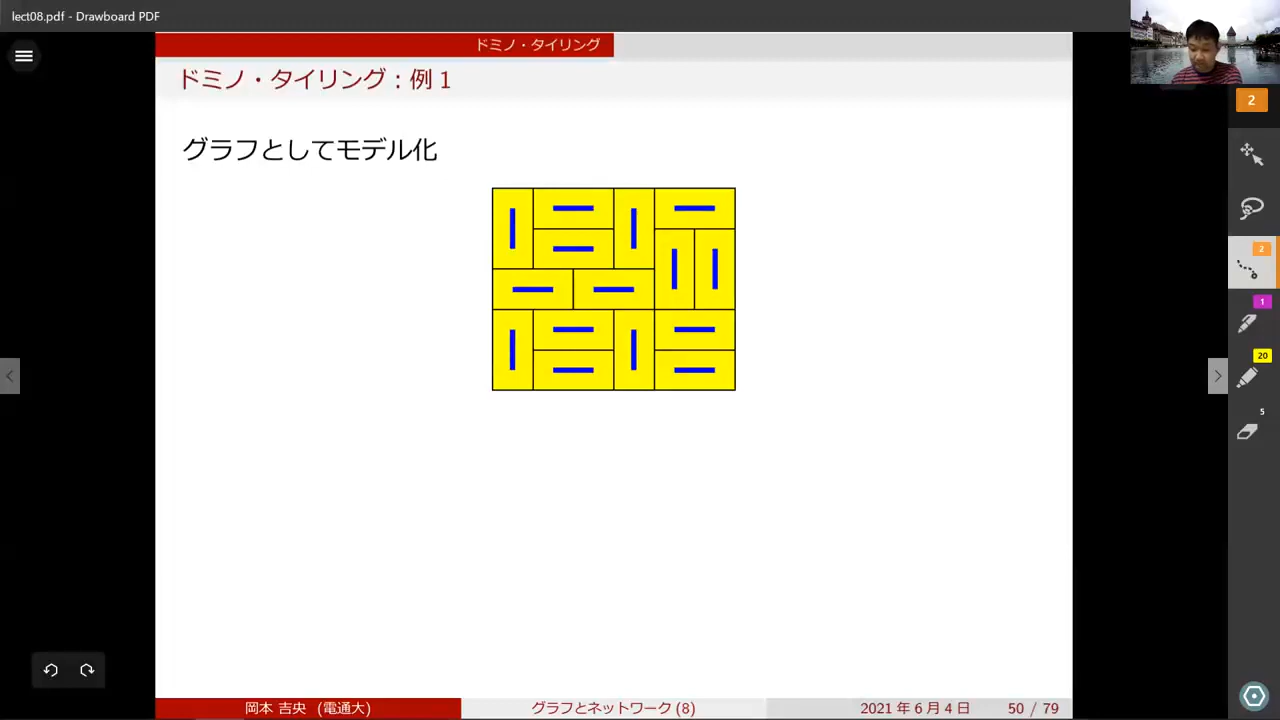 lect08.pdf - Drawboard PDF
ドミノ・タイリング
ドミノ・タイリング：例 1
グラフとしてモデル化
2
2
1
20
5
岡本 吉央 (電通大)
グラフとネットワーク (8)
2021 年 6 月 4 日
50 / 79